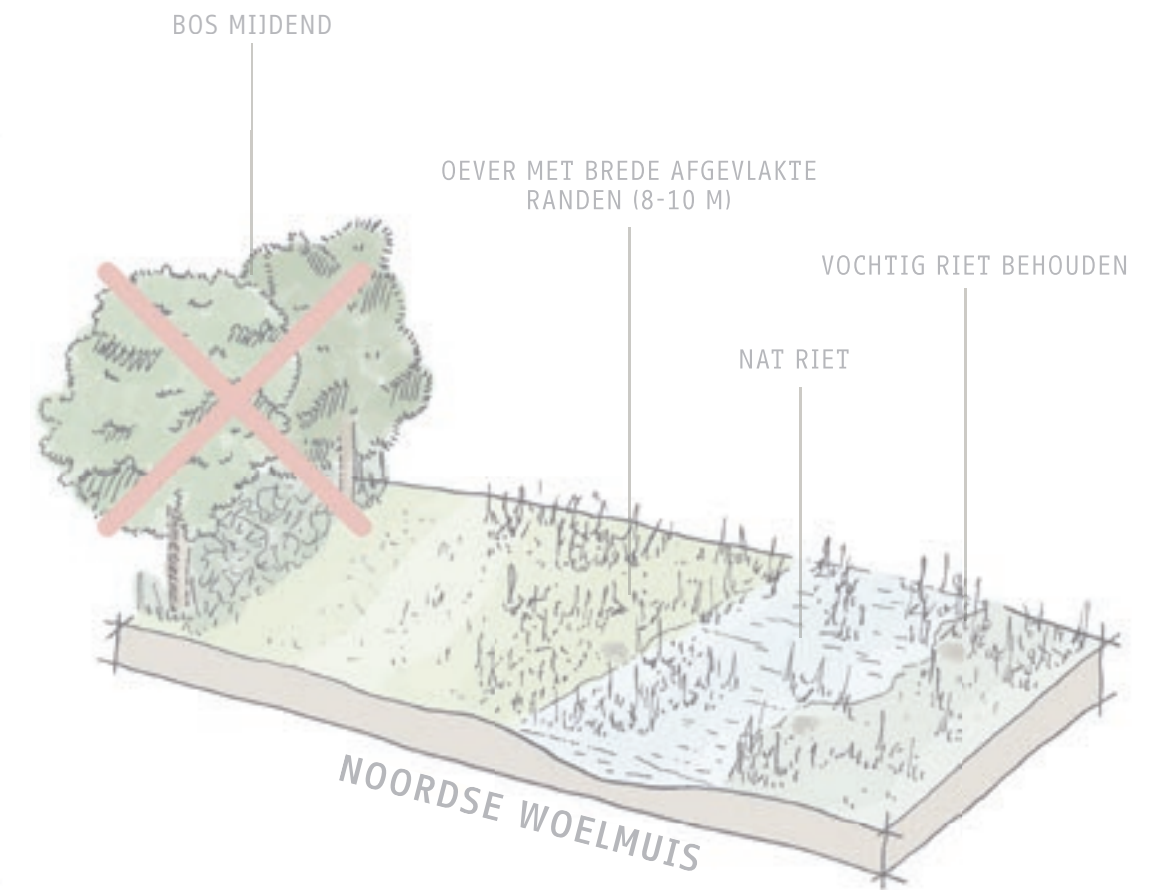 BOS MIJDEND
OEVER MET BREDE AFGEVLAKTE
RANDEN (8-10 M)
VOCHTIG RIET BEHOUDEN
NAT RIET
NOORDSE WOELMUIS